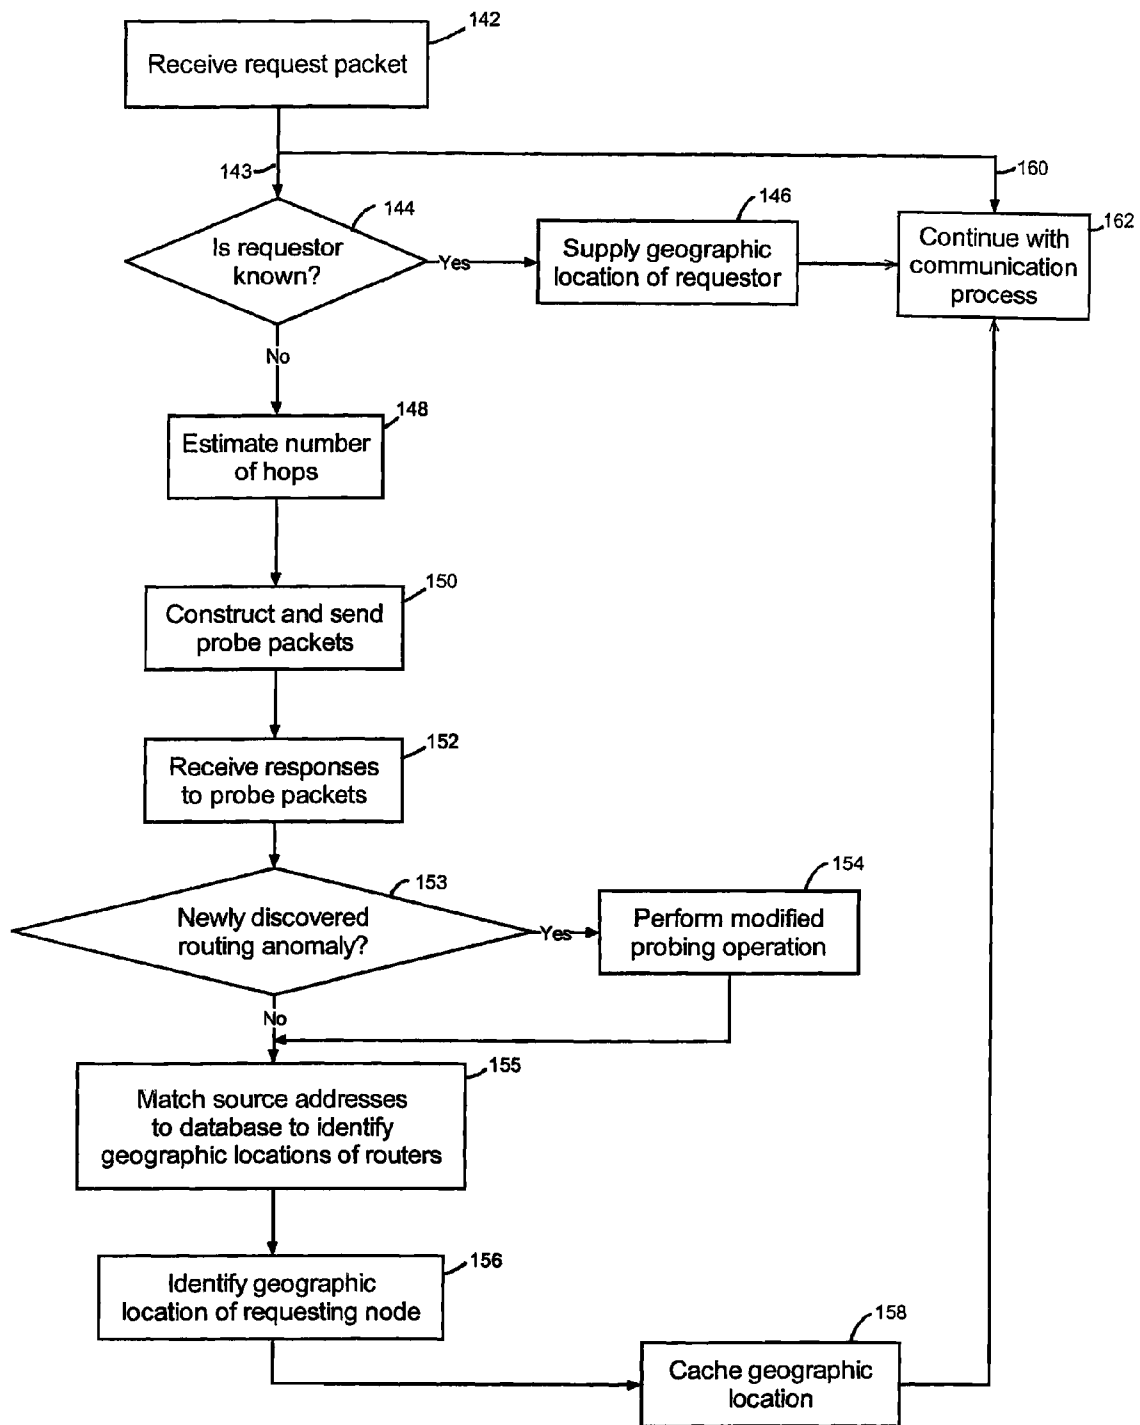 142
Receive request packet
143
160
144
146
162
Is requestor
known?
Yes
Supply geographic
location of requestor
Continue with
communication
process
No
148
Estimate number
of hops
150
Construct and send
probe packets
152
Receive responses
to probe packets
153
154
Newly discovered
routing anomaly?
Yes
Perform modified
probing operation
No
155
Match source addresses
to database to identify
geographic locations of routers
156
Identify geographic
location of requesting node
158
Cache geographic
location